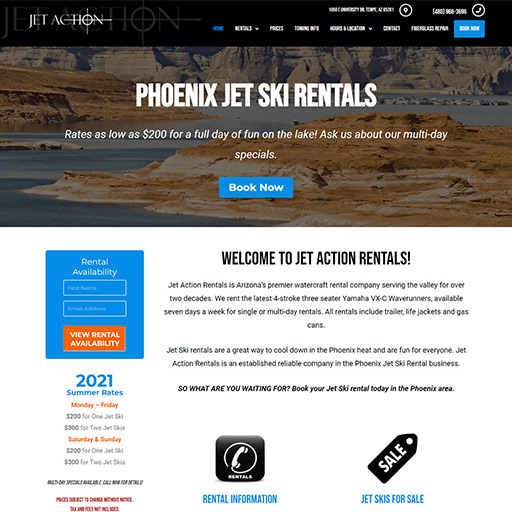 JET ACTION
JET ACTION
1050 E UNIVERSITY DR, TEMPE, AZ 85281
(480) 966-3696
HOME
RENTALS
PRICES
TOWING INFO
HOURS & LOCATION
CONTACT
FIBERGLASS REPAIR
BOOK NOW
PHOENIX JET SKI RENTALS
Rates as low as $200 for a full day of fun on the lake! Ask us about our multi-day
specials.
Book Now
Rental
Availability
First Name
Email Address
VIEW RENTAL
AVAILABILITY
2021
Summer Rates
Monday – Friday
$200 for One Jet Ski
$300 for Two Jet Skis
Saturday & Sunday
$200 for One Jet Ski
$300 for Two Jet Skis
MULTI-DAY SPECIALS AVAILABLE, CALL NOW FOR DETAILS!
PRICES SUBJECT TO CHANGE WITHOUT NOTICE.
TAX AND FEES NOT INCLUDED.
WELCOME TO JET ACTION RENTALS!
Jet Action Rentals is Arizona's premier watercraft rental company serving the valley for over
two decades. We rent the latest 4-stroke three seater Yamaha VX-C Waverunners, available
seven days a week for single or multi-day rentals. All rentals include trailer, life jackets and gas
cans.
Jet Ski rentals are a great way to cool down in the Phoenix heat and are fun for everyone. Jet
Action Rentals is an established reliable company in the Phoenix Jet Ski Rental business.
SO WHAT ARE YOU WAITING FOR? Book your Jet Ski rental today in the Phoenix area.
RENTALS
RENTAL INFORMATION
SALE
JET SKIS FOR SALE